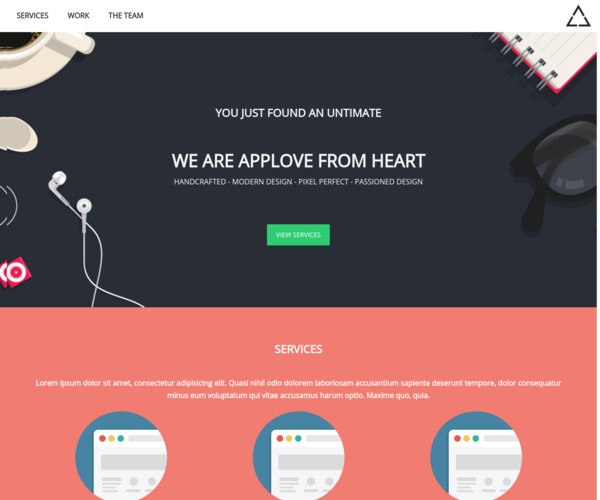 SERVICES WORK THE TEAM
YOU JUST FOUND AN UNTIMATE
WE ARE APPLOVE FROM HEART
HANDCRAFTED - MODERN DESIGN - PIXEL PERFECT - PASSIONED DESIGN
VIEW SERVICES
SERVICES
Lorem ipsum dolor sit amet, consectetur adipisicing elit. Quasi nihil odio dolorem laboriosam accusantium sapiente deserunt tempore, dolor consequatur
minus eum voluptatum qui vitae accusamus harum optio. Maxime quo, quia.